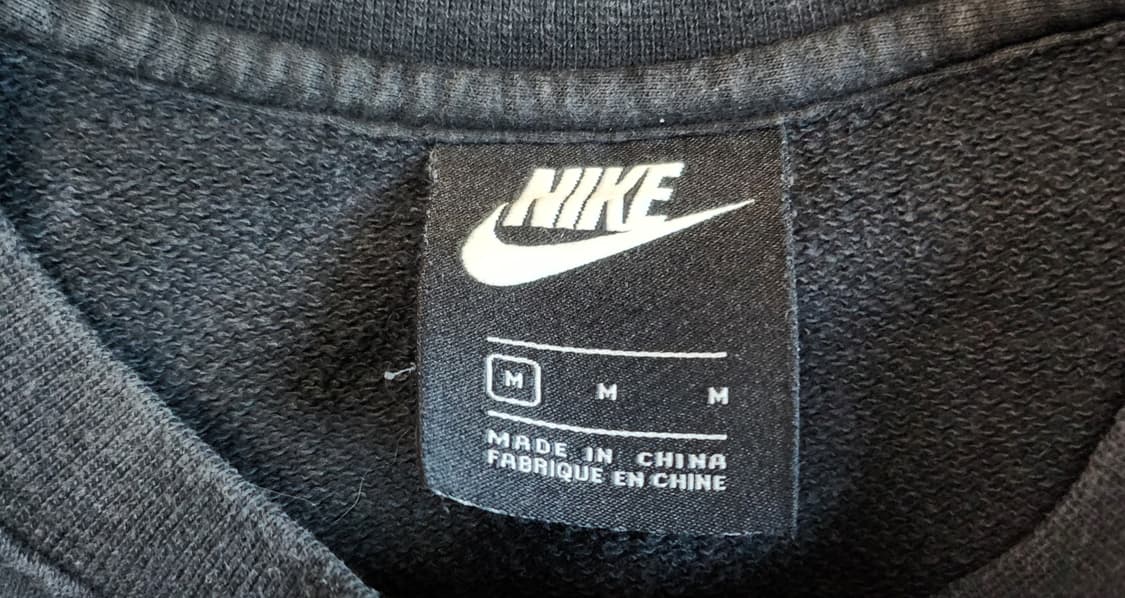 NIKE
M M M
MADE IN CHINA
FABRIQUE EN CHINE